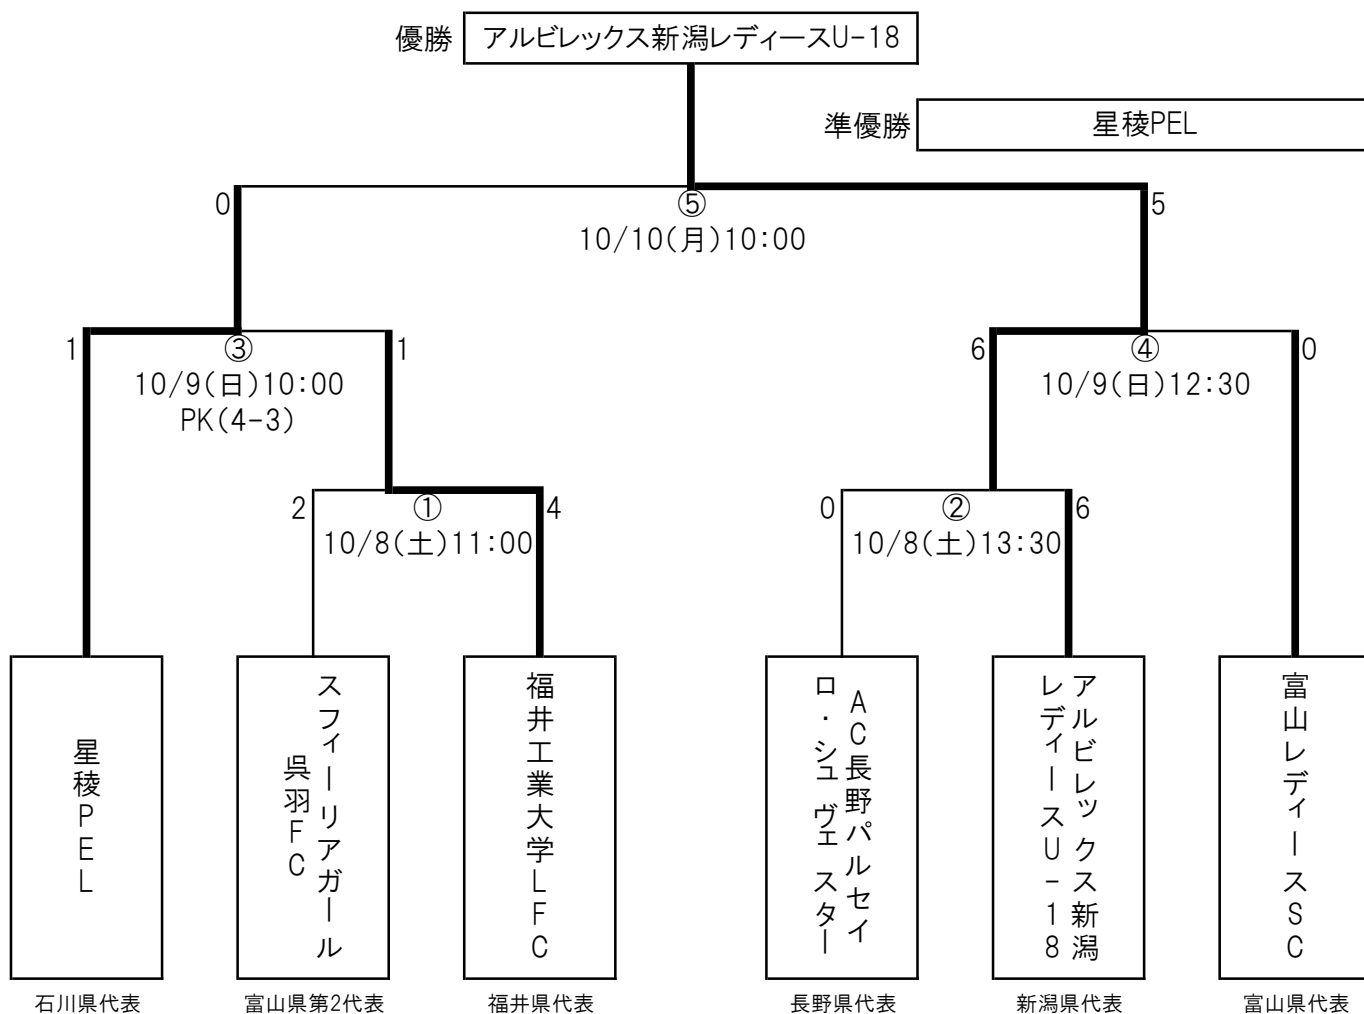 優勝 アルビレックス新潟レディースU-18
準優勝 星稜PEL
0 ⑤ 5
10/10(月)10:00
1 ③ 1
10/9(日)10:00
PK(4-3)
6 ④ 0
10/9(日)12:30
2 ① 4
10/8(土)11:00
0 ② 6
10/8(土)13:30
星稜PEL
スフィーリアガール
呉羽FC
福井工業大学LFC
AC長野パルセイ
ロ・シュヴェスター
アルビレックス新潟
レディースU-18
富山レディースSC
石川県代表
富山県第2代表
福井県代表
長野県代表
新潟県代表
富山県代表